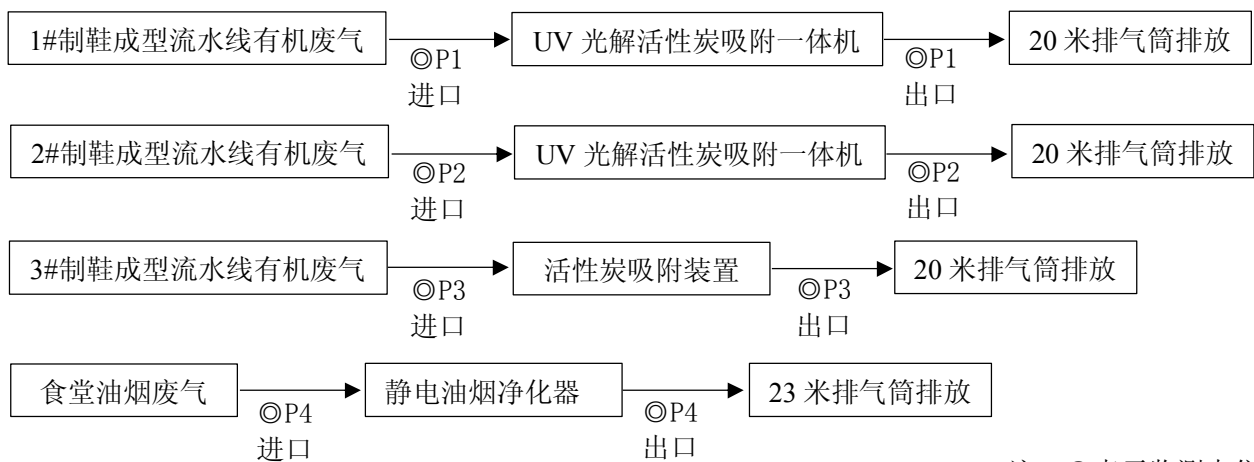 1#制鞋成型流水线有机废气 UV 光解活性炭吸附一体机 20 米排气筒排放
◎P1 ◎P1
进口 出口
2#制鞋成型流水线有机废气 UV 光解活性炭吸附一体机 20 米排气筒排放
◎P2 ◎P2
进口 出口
3#制鞋成型流水线有机废气 活性炭吸附装置 20 米排气筒排放
◎P3 ◎P3
进口 出口
食堂油烟废气 静电油烟净化器 23 米排气筒排放
◎P4 ◎P4
进口 出口